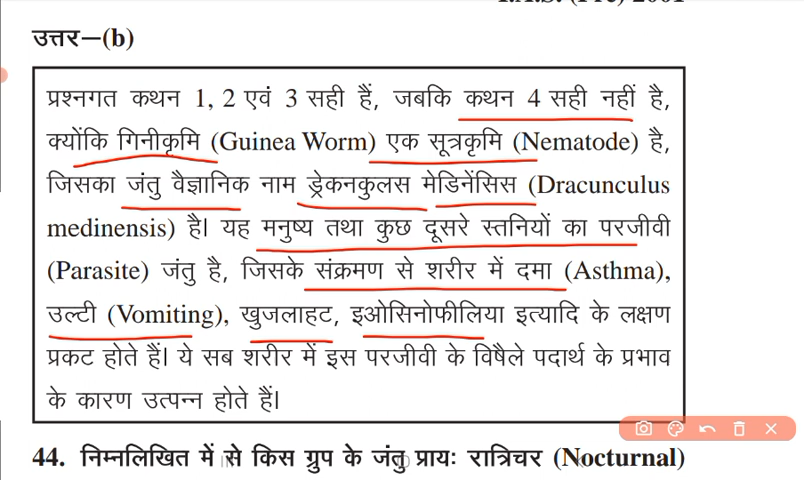 उत्तर—(b)
प्रश्नगत कथन 1, 2 एवं 3 सही हैं, जबकि कथन 4 सही नहीं है,
क्योंकि गिनीकृमि (Guinea Worm) एक सूत्रकृमि (Nematode) है,
जिसका जंतु वैज्ञानिक नाम ड्रेकनकुलस मेडिनेंसिस (Dracunculus
medinensis) है। यह मनुष्य तथा कुछ दूसरे स्तनियों का परजीवी
(Parasite) जंतु है, जिसके संक्रमण से शरीर में दमा (Asthma),
उल्टी (Vomiting), खुजलाहट, इओसिनोफीलिया इत्यादि के लक्षण
प्रकट होते हैं। ये सब शरीर में इस परजीवी के विषैले पदार्थ के प्रभाव
के कारण उत्पन्न होते हैं।
44. निम्नलिखित में से किस ग्रुप के जंतु प्रायः रात्रिचर (Nocturnal)